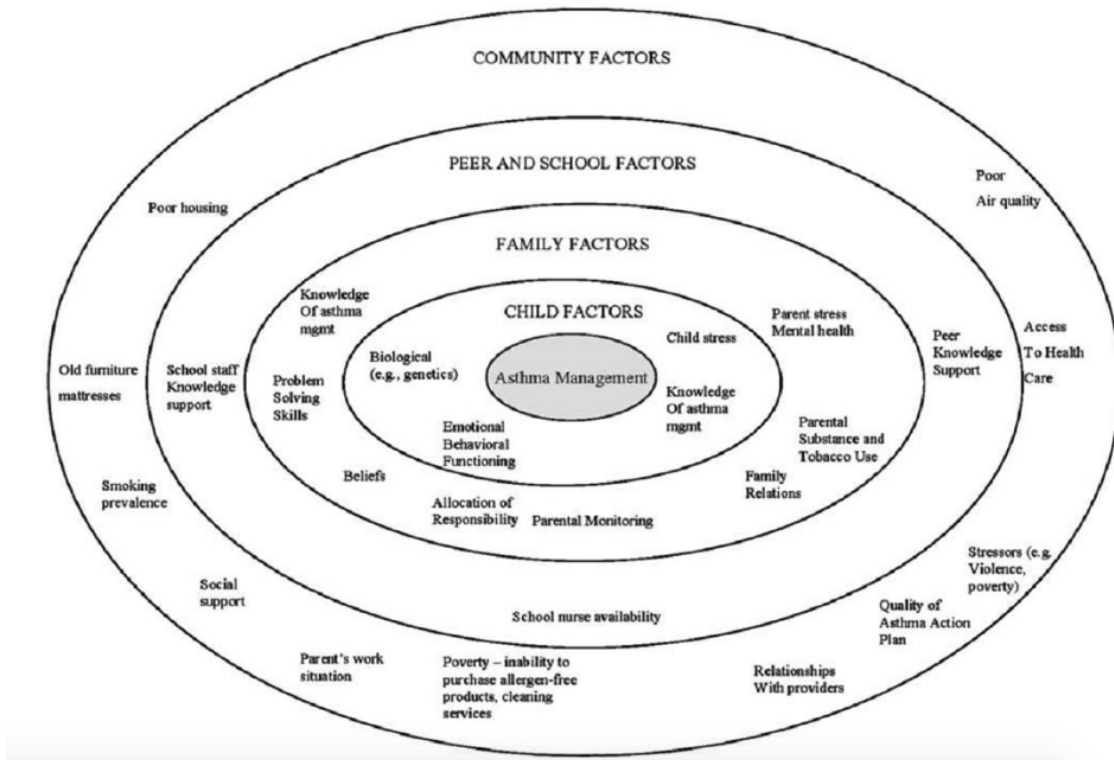 COMMUNITY FACTORS
PEER AND SCHOOL FACTORS
Poor
Air quality
Poor housing
FAMILY FACTORS
Knowledge
Of asthma
mgmt
CHILD FACTORS
Parent stress
Mental health
Child stress
Peer
Knowledge
Support
Access
To Health
Care
Biological
(e.g., genetics)
Asthma Management
Old furniture
mattresses
School staff
Knowledge
support
Problem
Solving
Skills
Knowledge
Of asthma
mgmt
Emotional
Behavioral
Functioning
Parental
Substance and
Tobacco Use
Beliefs
Family
Relations
Smoking
prevalence
Allocation of
Responsibility
Parental Monitoring
Stressors (e.g.
Violence,
poverty)
Social
support
School nurse availability
Quality of
Asthma Action
Plan
Parent's work
situation
Poverty – inability to
purchase allergen-free
products, cleaning
services
Relationships
With providers